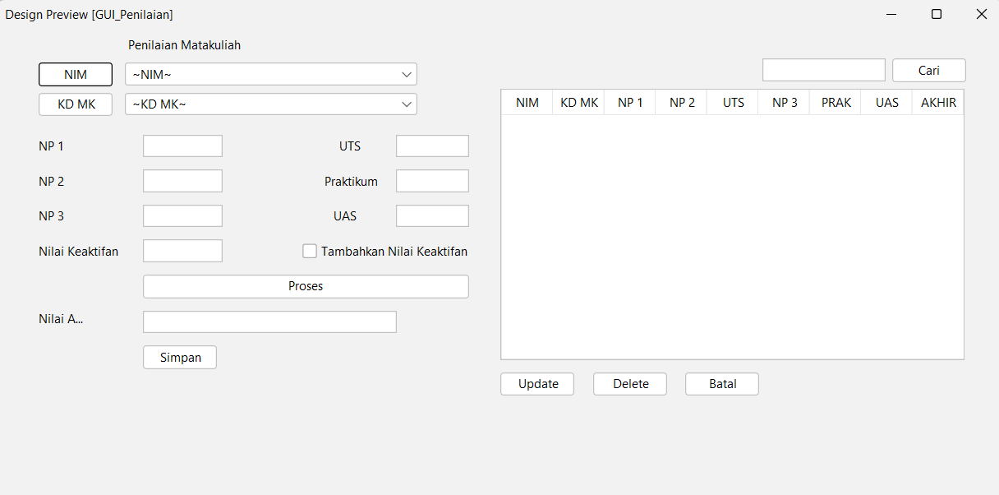 Design Preview [GUI_Penilaian]
Penilaian Matakuliah
NIM ~NIM~
KD MK ~KD MK~
NP 1 UTS
NP 2 Praktikum
NP 3 UAS
Nilai Keaktifan Tambahkan Nilai Keaktifan
Proses
Nilai A...
Simpan
Cari
NIM KD MK NP 1 NP 2 UTS NP 3 PRAK UAS AKHIR
Update Delete Batal